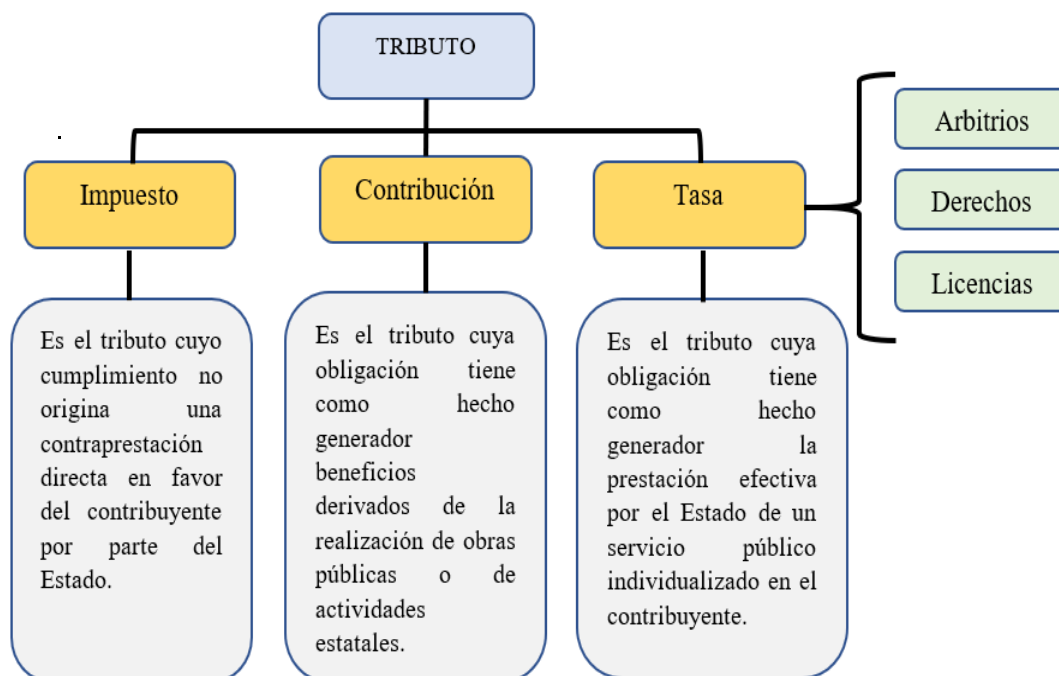 TRIBUTO
.
Impuesto
Contribución
Tasa
Arbitrios
Derechos
Licencias
Es el tributo cuyo
cumplimiento no
origina una
contraprestación
directa en favor
del contribuyente
por parte del
Estado.
Es el tributo cuya
obligación tiene
como hecho
generador
beneficios
derivados de la
realización de obras
públicas o de
actividades
estatales.
Es el tributo cuya
obligación tiene
como hecho
generador la
prestación efectiva
por el Estado de un
servicio público
individualizado en el
contribuyente.